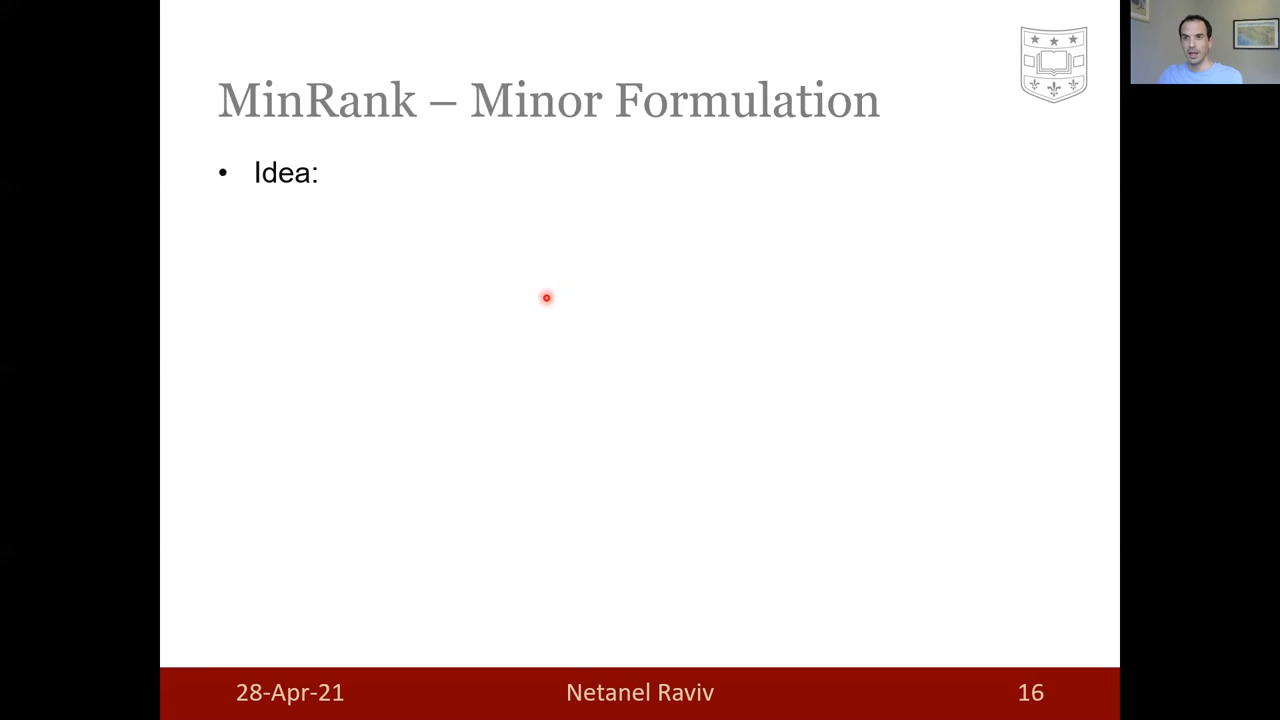 MinRank – Minor Formulation
• Idea:
28-Apr-21 Netanel Raviv 16